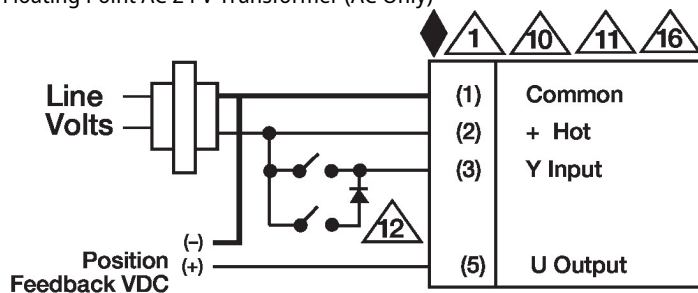 Floating Point AC 24 V Transformer (AC Only)
1 10 11 16
Line
Volts
(1) Common
(2) + Hot
(3) Y Input
12
(–)
Position
Feedback VDC
(+)
(5) U Output